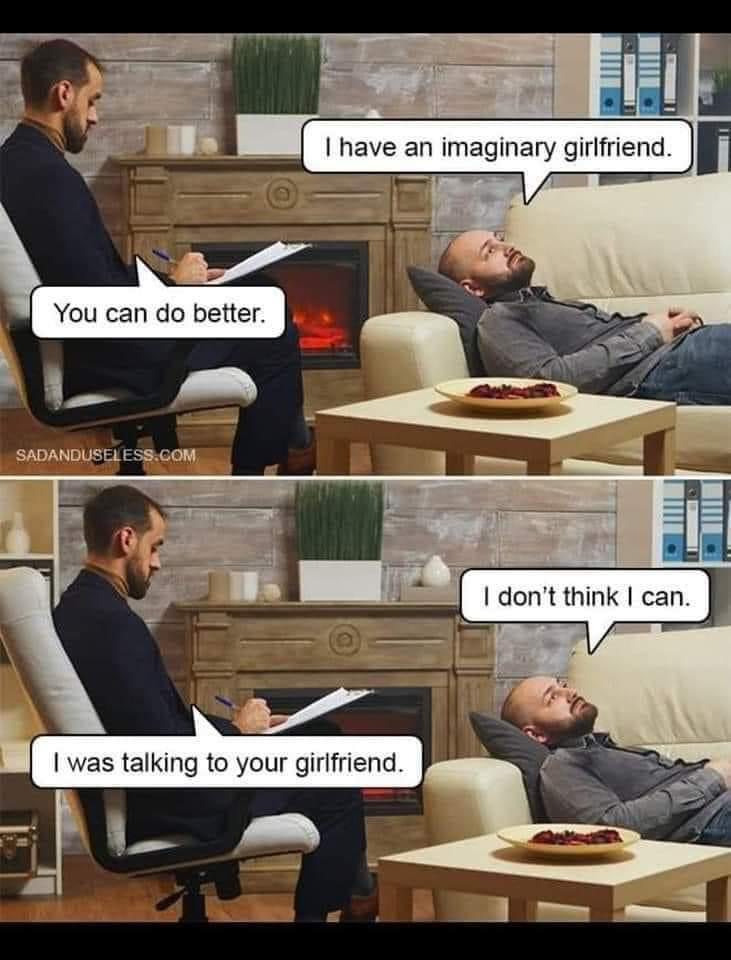 I have an imaginary girlfriend.
You can do better.
SADANDUSELESS.COM
I don't think I can.
I was talking to your girlfriend.